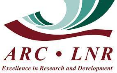 ARC • LNR
Excellence in Research and Development